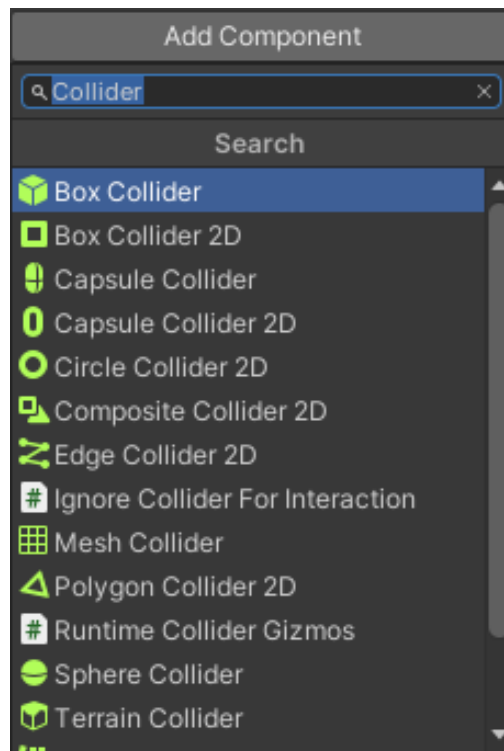 Add Component
Collider
Search
Box Collider
Box Collider 2D
Capsule Collider
Capsule Collider 2D
Circle Collider 2D
Composite Collider 2D
Edge Collider 2D
Ignore Collider For Interaction
Mesh Collider
Polygon Collider 2D
Runtime Collider Gizmos
Sphere Collider
Terrain Collider